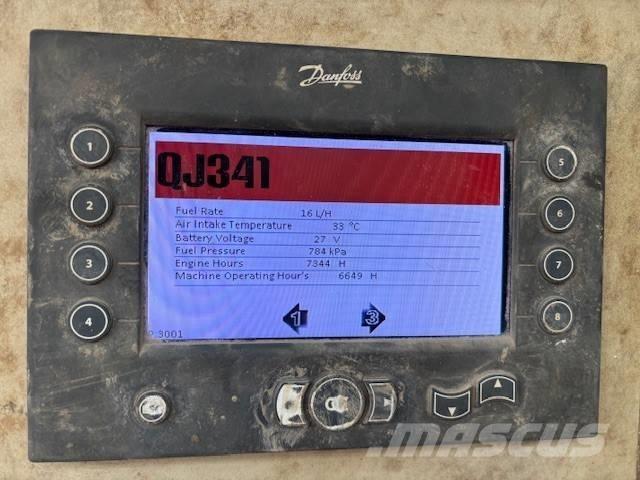 Danfoss
QJ341
Fuel Rate 16 L/H
Air Intake Temperature 33 °C
Battery Voltage 27 V
Fuel Pressure 784 kPa
Engine Hours 7344 H
Machine Operating Hour's 6649 H
1 3
P 3001
1
2
3
4
5
6
7
8
MASCUS